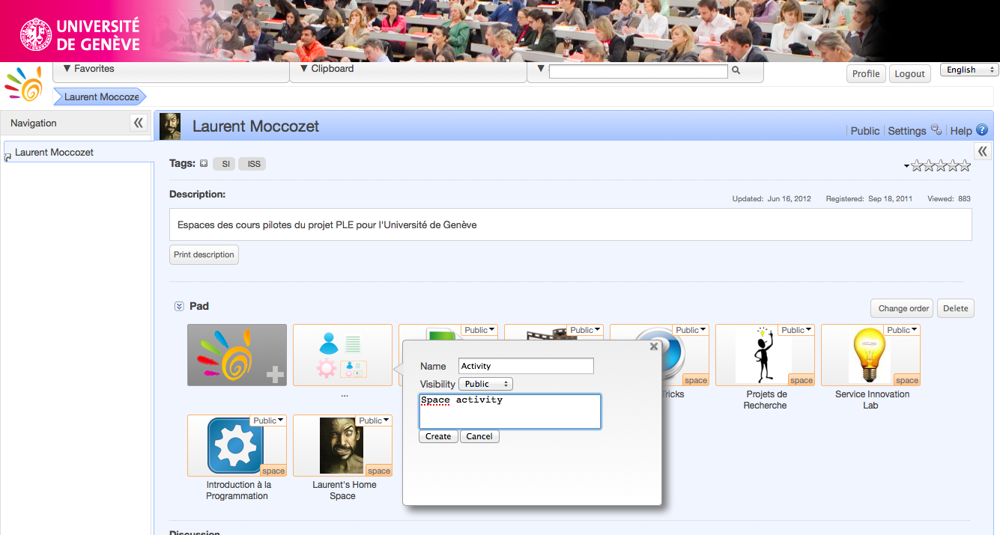 UNIVERSITÉ
DE GENÈVE
▼ Favorites
▼ Clipboard
▼
English
Profile
Logout
Laurent Moccoze
Navigation
Laurent Moccozet
Public
Settings
Help
Laurent Moccozet
Tags:
SI
ISS
Description:
Updated: Jun 16, 2012
Registered: Sep 18, 2011
Viewed: 883
Espaces des cours pilotes du projet PLE pour l'Université de Genève
Print description
Pad
Change order
Delete
Public
Public
Public
Public
Public
space
space
space
...
Tricks
Projets de
Recherche
Service Innovation
Lab
Name
Activity
Visibility
Public
Space activity
Create
Cancel
Public
Public
space
space
Introduction à la
Programmation
Laurent's Home
Space
Discussion